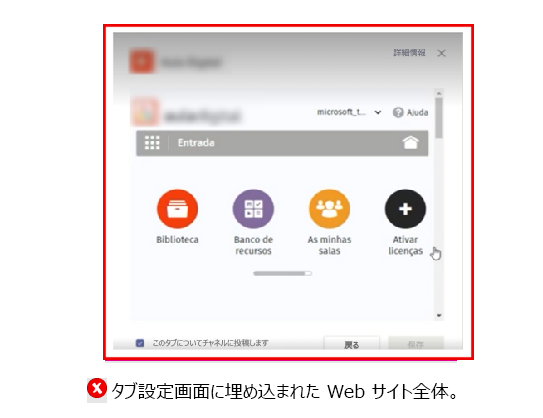 詳細情報
microsoft_t...
Ajuda
Entrada
Biblioteca
Banco de
recursos
As minhas
salas
Ativar
licenças
このタブについてチャネルに投稿します
戻る
保存
タブ設定画面に埋め込まれた Web サイト全体。